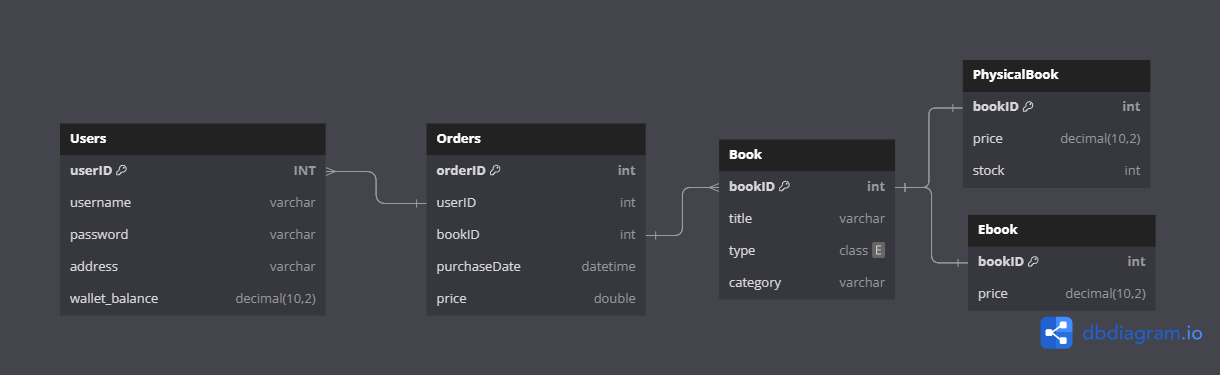 Users
userID INT
username varchar
password varchar
address varchar
wallet_balance decimal(10,2)
Orders
orderID int
userID int
bookID int
purchaseDate datetime
price double
Book
bookID int
title varchar
type class E
category varchar
PhysicalBook
bookID int
price decimal(10,2)
stock int
Ebook
bookID int
price decimal(10,2)
dbdiagram.io